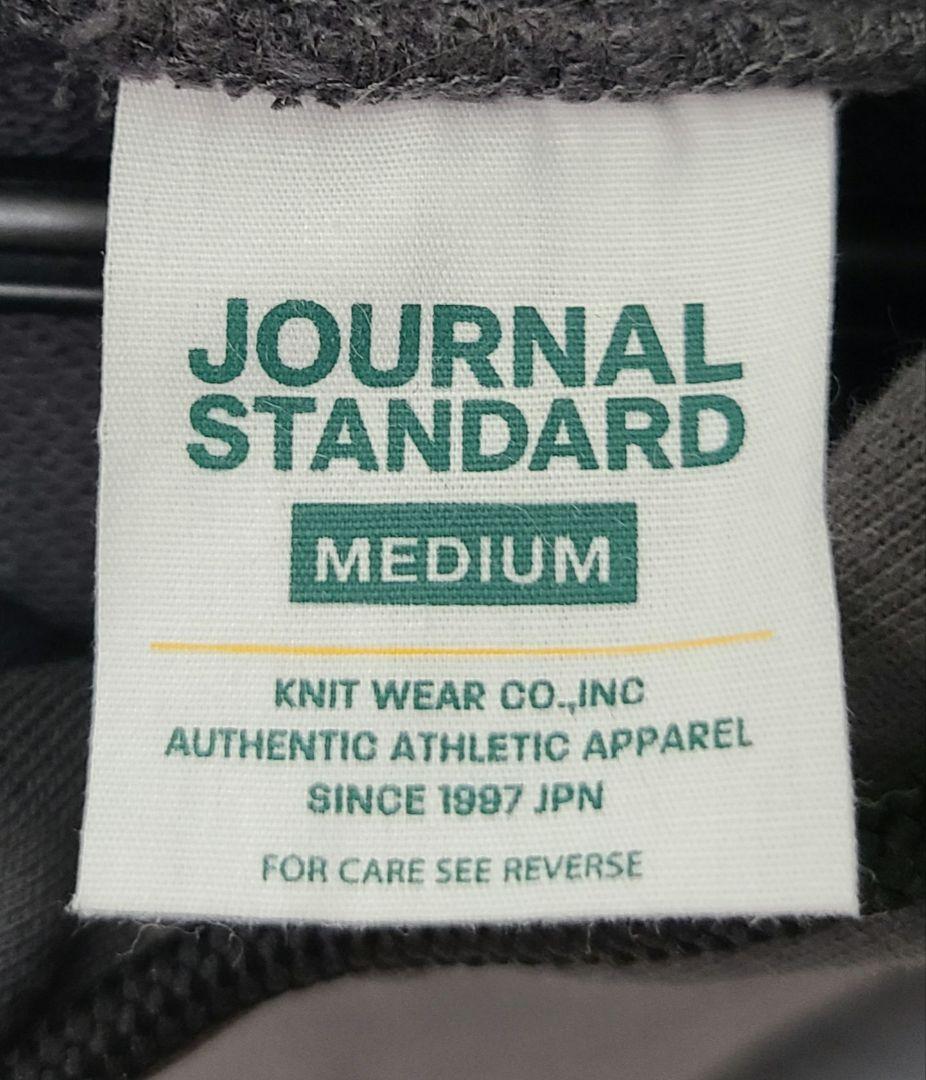 JOURNAL
STANDARD
MEDIUM
KNIT WEAR CO.,INC
AUTHENTIC ATHLETIC APPAREL
SINCE 1997 JPN
FOR CARE SEE REVERSE